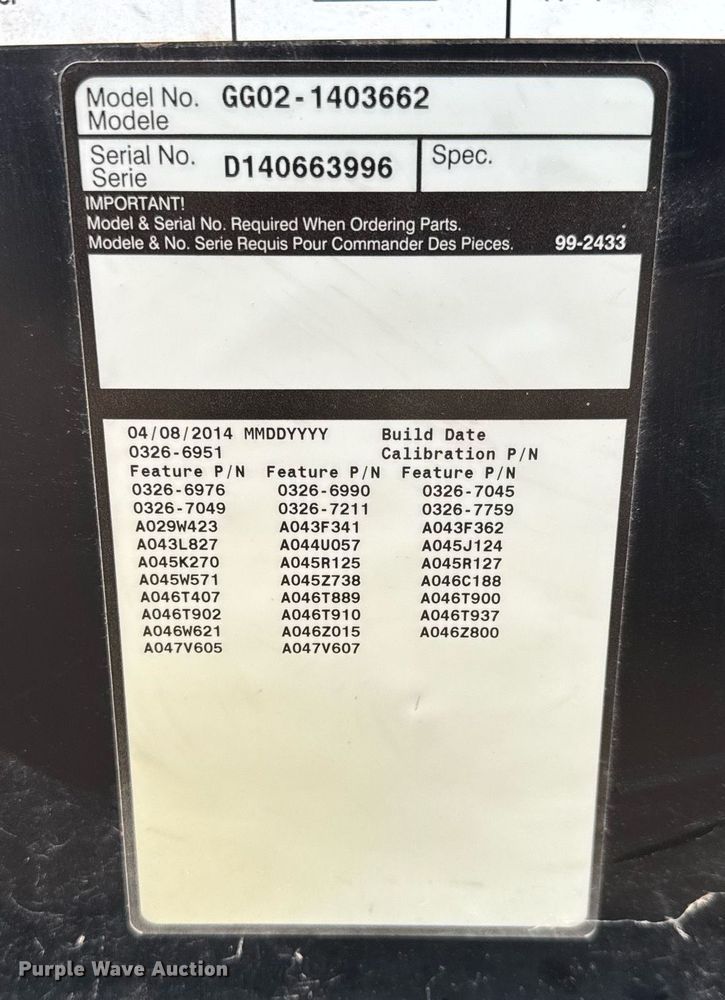 Model No. GG02-1403662
Modele
Serial No. D140663996 Spec.
Serie
IMPORTANT!
Model & Serial No. Required When Ordering Parts.
Modele & No. Serie Requis Pour Commander Des Pieces. 99-2433
04/08/2014 MMDDYYYY Build Date
0326-6951 Calibration P/N
Feature P/N Feature P/N Feature P/N
0326-6976 0326-6990 0326-7045
0326-7049 0326-7211 0326-7759
A029W423 A043F341 A043F362
A043L827 A044U057 A045J124
A045K270 A045R125 A045R127
A045W571 A045Z738 A046C188
A046T407 A046T889 A046T900
A046T902 A046T910 A046T937
A046W621 A046Z015 A046Z800
A047V605 A047V607
Purple Wave Auction